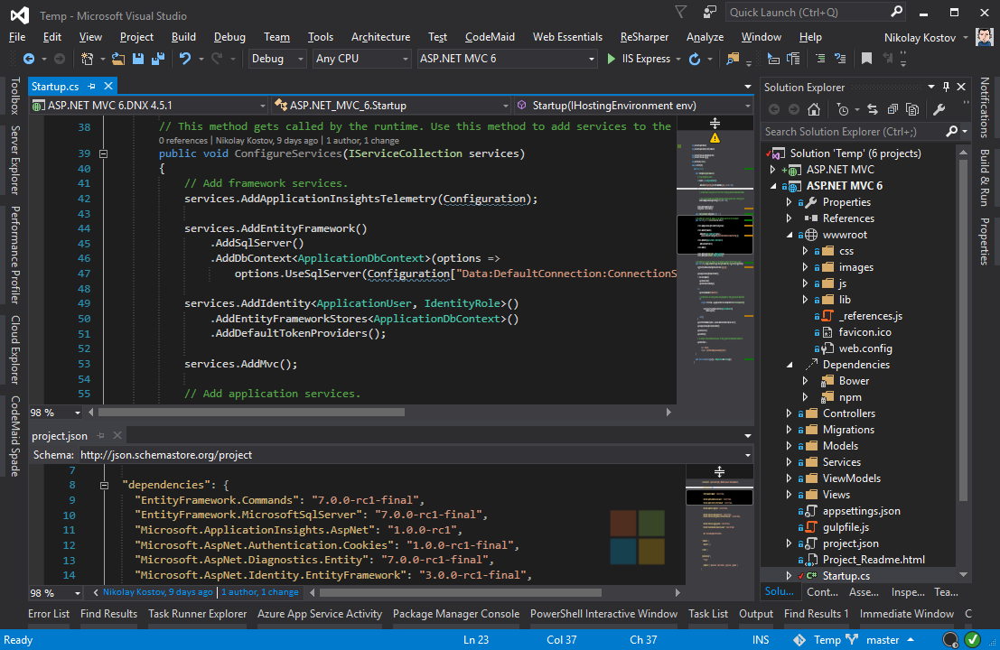 Temp - Microsoft Visual Studio
Quick Launch (Ctrl+Q)
File Edit View Project Build Debug Team Tools Architecture Test CodeMaid Web Essentials ReSharper Analyze Window Help Nikolay Kostov
Debug Any CPU ASP.NET MVC 6 IIS Express
Toolbox
Server Explorer
Performance Profiler
Cloud Explorer
CodeMaid Spade
Startup.cs
ASP.NET MVC 6.DNX 4.5.1 ASP.NET_MVC_6.Startup Startup(IHostingEnvironment env)
38 // This method gets called by the runtime. Use this method to add services to the
0 references | Nikolay Kostov, 9 days ago | 1 author, 1 change
39 public void ConfigureServices(IServiceCollection services)
40 {
41 // Add framework services.
42 services.AddApplicationInsightsTelemetry(Configuration);
43
44 services.AddEntityFramework()
45 .AddSqlServer()
46 .AddDbContext<ApplicationDbContext>(options =>
47 options.UseSqlServer(Configuration["Data:DefaultConnection:ConnectionS
48
49 services.AddIdentity<ApplicationUser, IdentityRole>()
50 .AddEntityFrameworkStores<ApplicationDbContext>()
51 .AddDefaultTokenProviders();
52
53 services.AddMvc();
54
55 // Add application services.
98 %
project.json
Schema: http://json.schemastore.org/project
7
8 "dependencies": {
9 "EntityFramework.Commands": "7.0.0-rc1-final",
10 "EntityFramework.MicrosoftSqlServer": "7.0.0-rc1-final",
11 "Microsoft.ApplicationInsights.AspNet": "1.0.0-rc1",
12 "Microsoft.AspNet.Authentication.Cookies": "1.0.0-rc1-final",
13 "Microsoft.AspNet.Diagnostics.Entity": "7.0.0-rc1-final",
14 "Microsoft.AspNet.Identity.EntityFramework": "3.0.0-rc1-final",
98 % Nikolay Kostov, 9 days ago | 1 author, 1 change
Solution Explorer
Search Solution Explorer (Ctrl+;)
Solution 'Temp' (6 projects)
ASP.NET MVC
ASP.NET MVC 6
Properties
References
wwwroot
css
images
js
lib
_references.js
favicon.ico
web.config
Dependencies
Bower
npm
Controllers
Migrations
Models
Services
ViewModels
Views
appsettings.json
gulpfile.js
project.json
Project_Readme.html
C# Startup.cs
Solu... Cont... Asse... Inspe... Tea...
Notifications
Build & Run
Properties
Error List Find Results Task Runner Explorer Azure App Service Activity Package Manager Console PowerShell Interactive Window Task List Output Find Results 1 Immediate Window C
Ready Ln 23 Col 37 Ch 37 INS Temp master